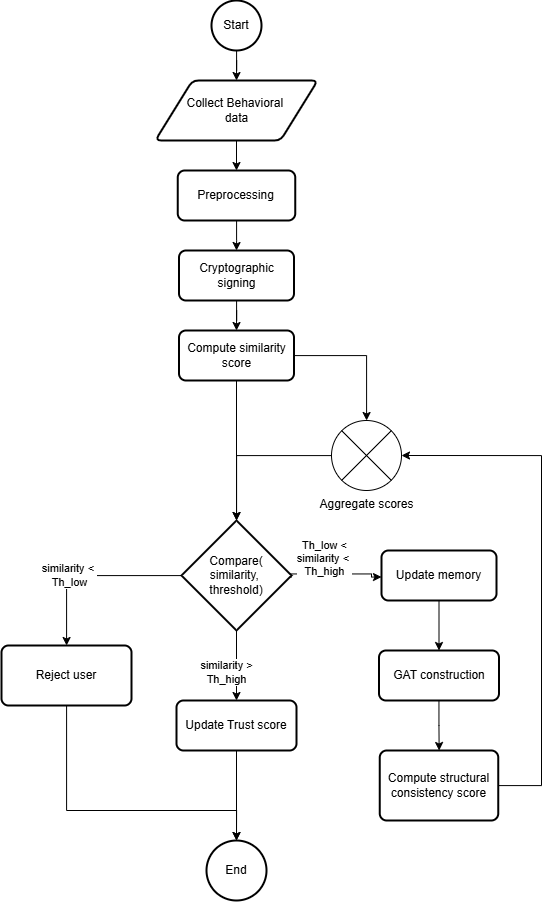 Start
Collect Behavioral
data
Preprocessing
Cryptographic
signing
Compute similarity
score
Aggregate scores
Compare(
similarity,
threshold)
Th_low <
similarity <
Th_high
Update memory
similarity <
Th_low
similarity >
Th_high
Reject user
GAT construction
Update Trust score
Compute structural
consistency score
End